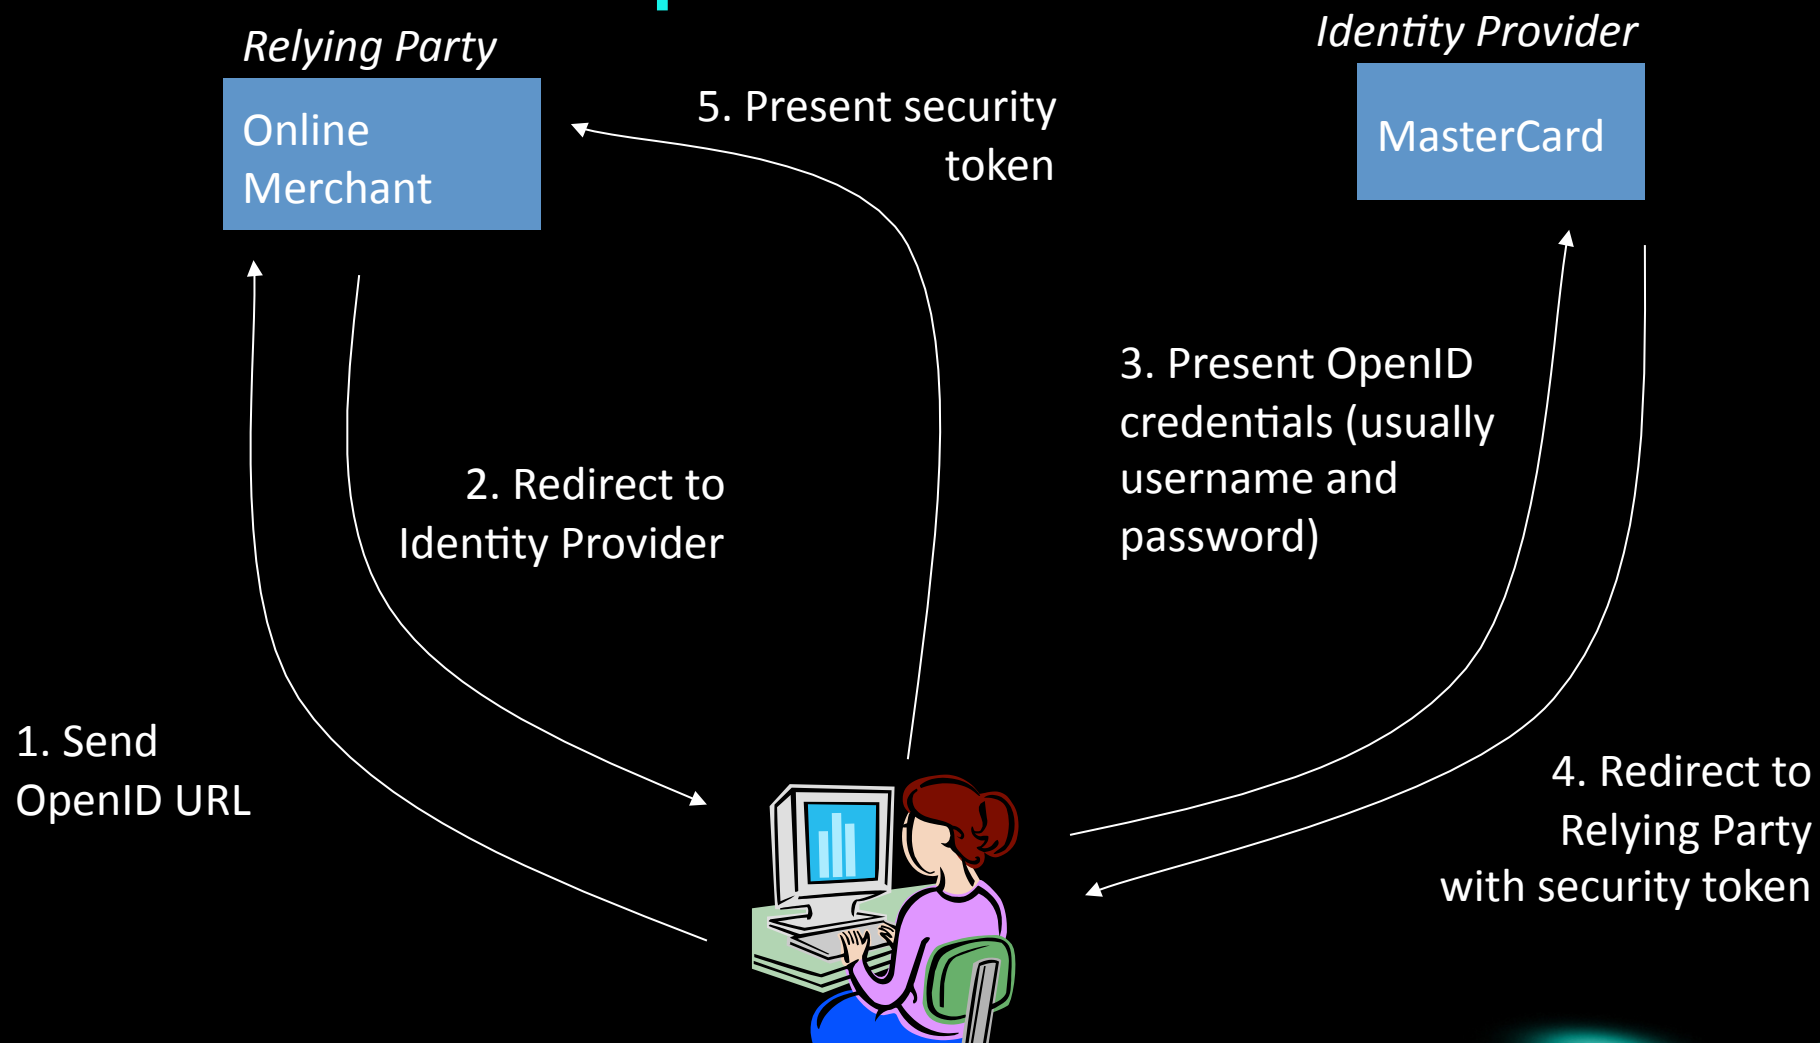 Relying Party
Online
Merchant
Identity Provider
MasterCard
5. Present security
token
3. Present OpenID
credentials (usually
username and
password)
2. Redirect to
Identity Provider
1. Send
OpenID URL
4. Redirect to
Relying Party
with security token